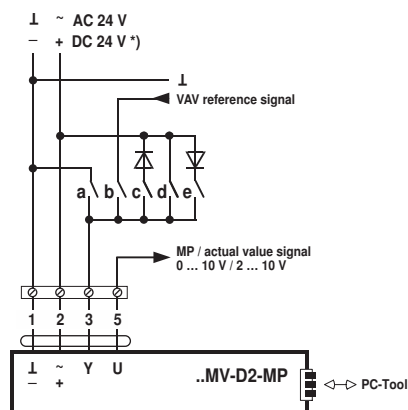 ⊥ ~ AC 24 V
– + DC 24 V *)
⊥
VAV reference signal
a b c d e
MP / actual value signal
0 ... 10 V / 2 ... 10 V
1 2 3 5
⊥ ~ Y U
– +
..MV-D2-MP
PC-Tool